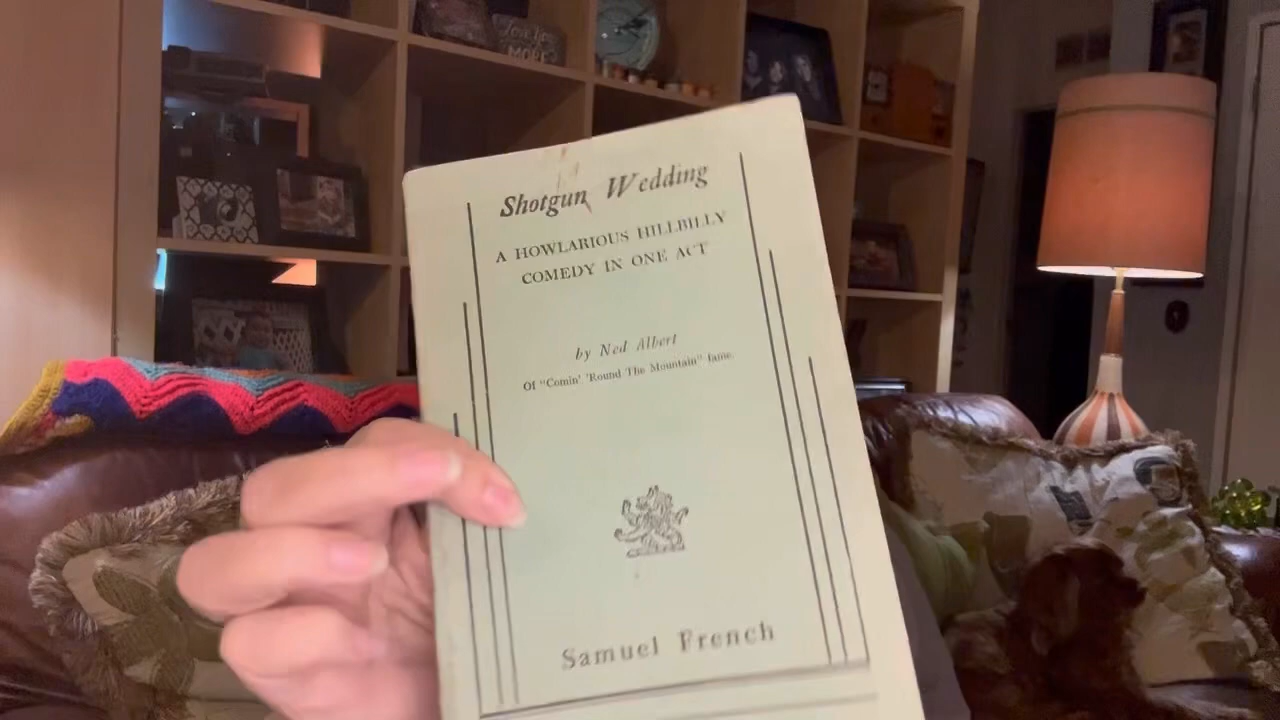 Shotgun Wedding
A HOWLARIOUS HILLBILLY
COMEDY IN ONE ACT
by Ned Albert
Of "Comin' 'Round The Mountain" fame.
Samuel French
MORE